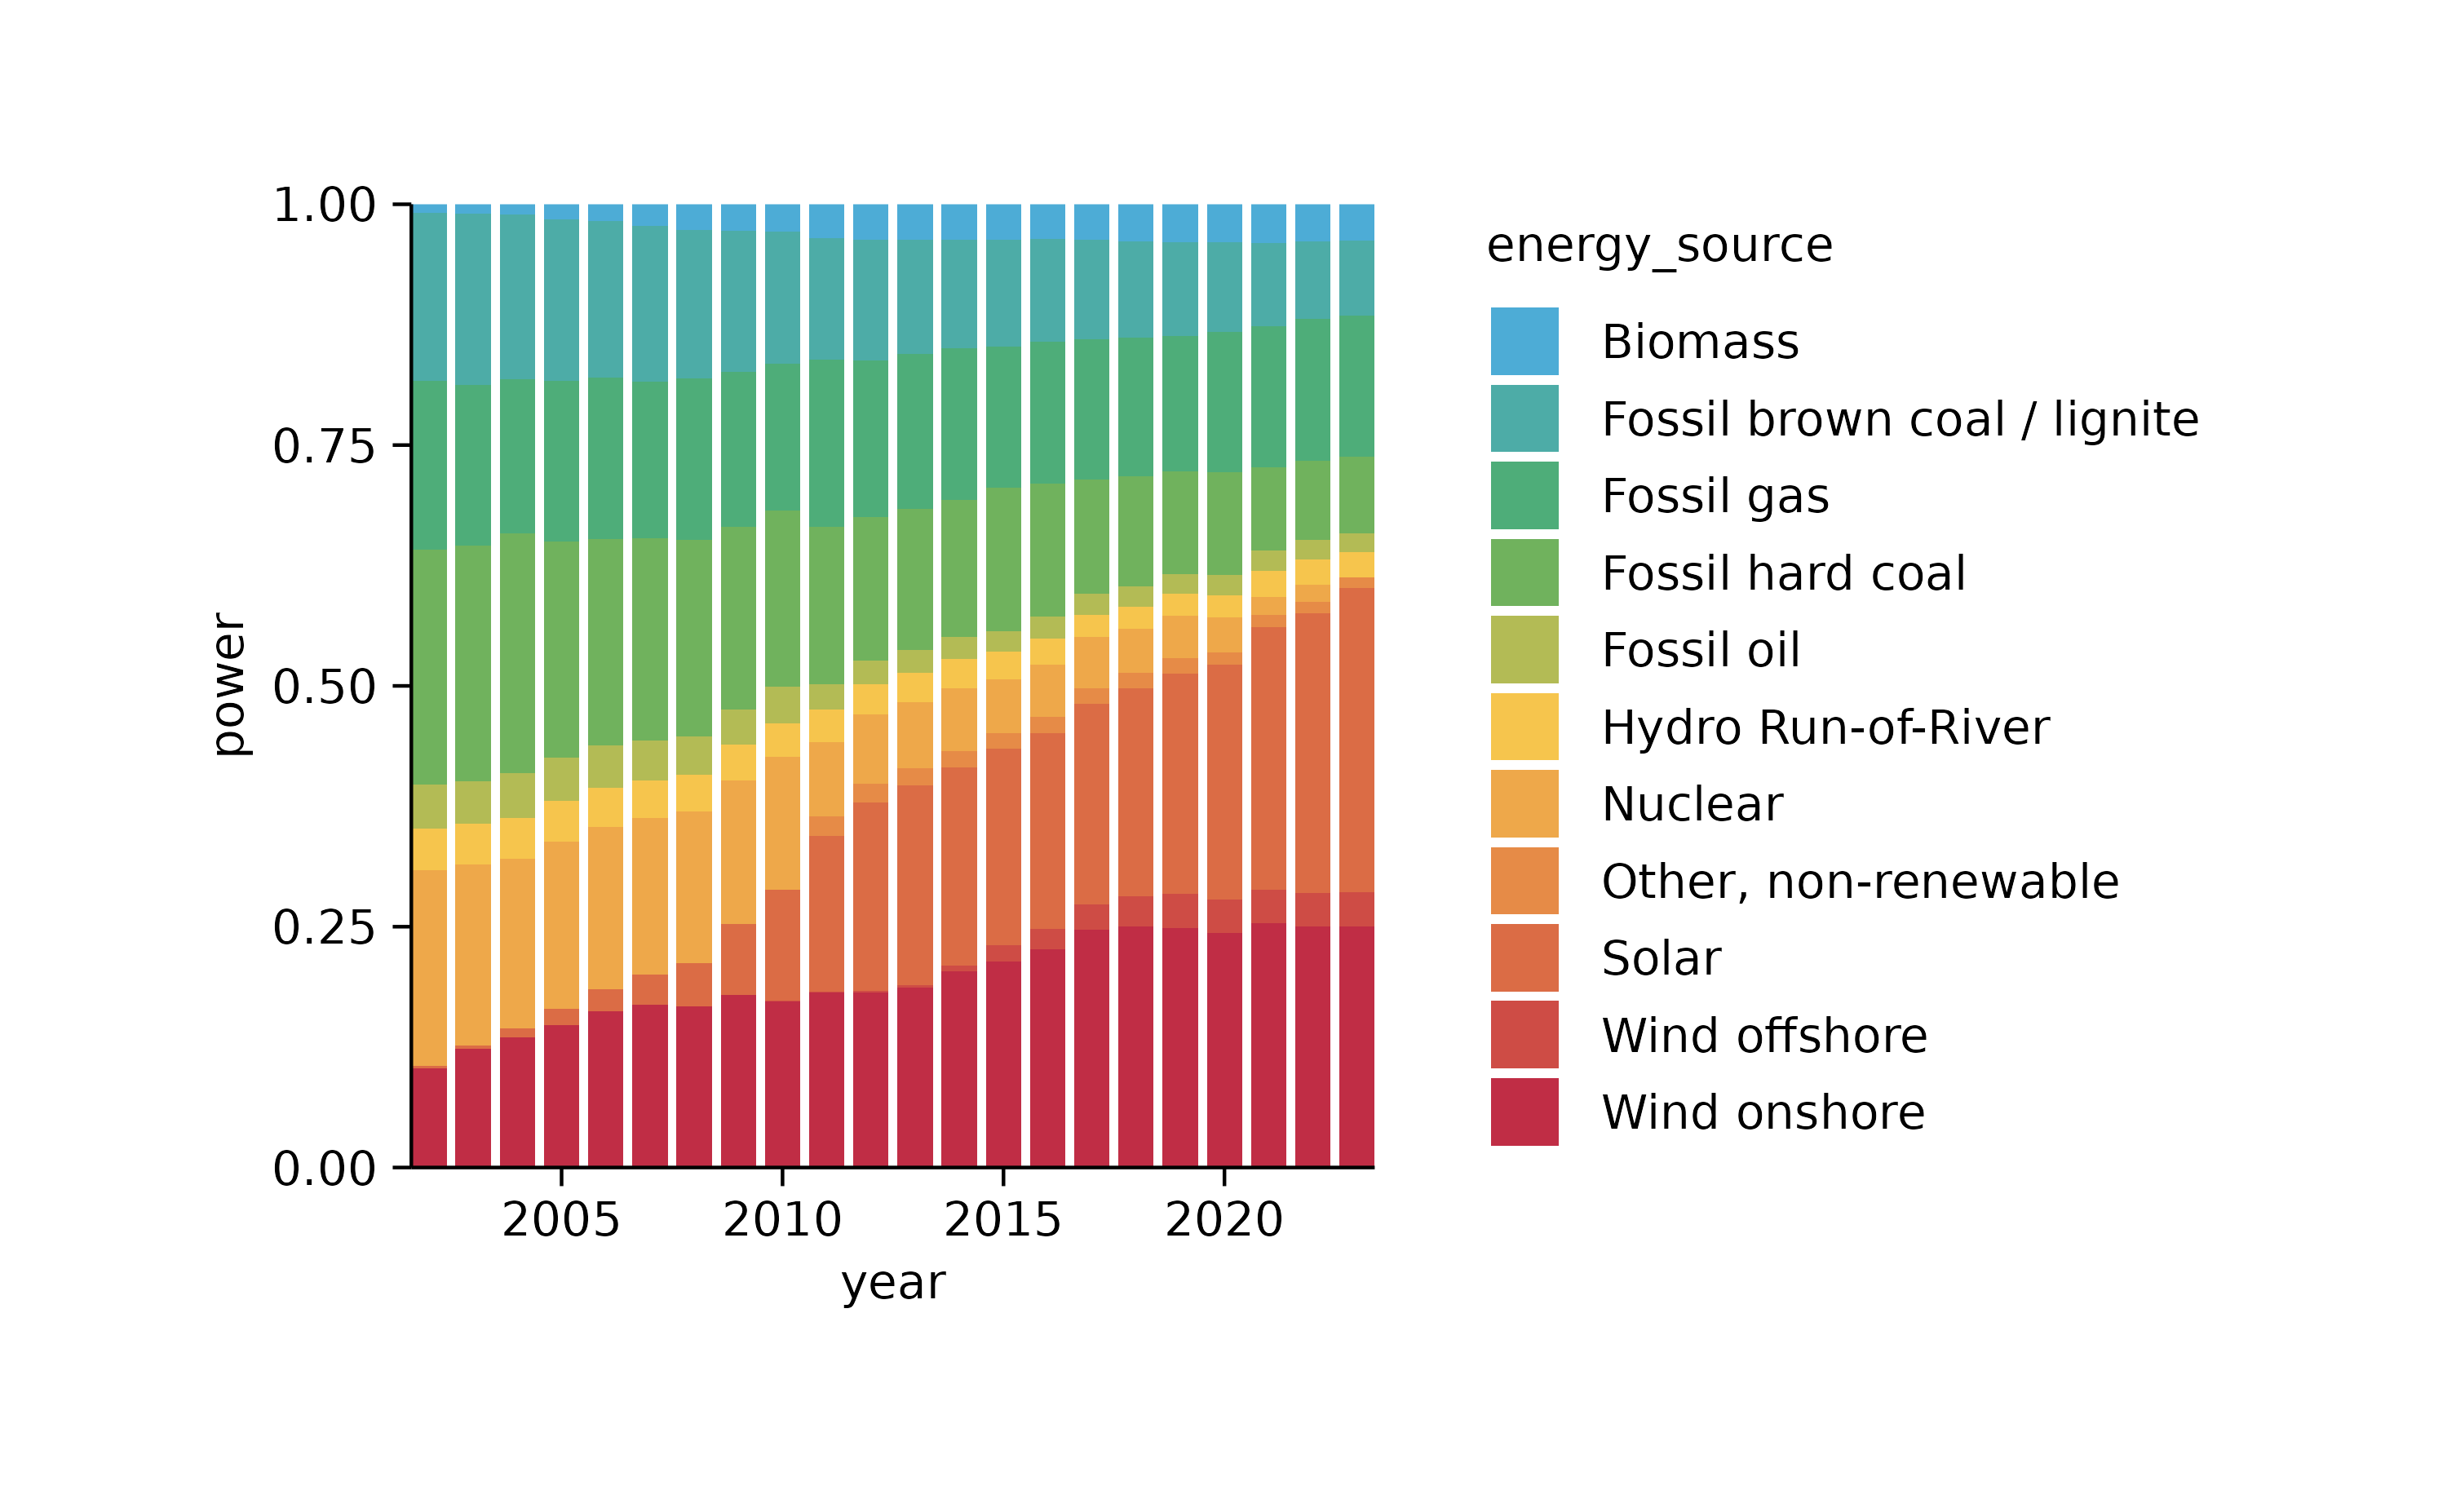 1.00
0.75
0.50
0.25
0.00
power
2005 2010 2015 2020
year
energy_source
Biomass
Fossil brown coal / lignite
Fossil gas
Fossil hard coal
Fossil oil
Hydro Run-of-River
Nuclear
Other, non-renewable
Solar
Wind offshore
Wind onshore